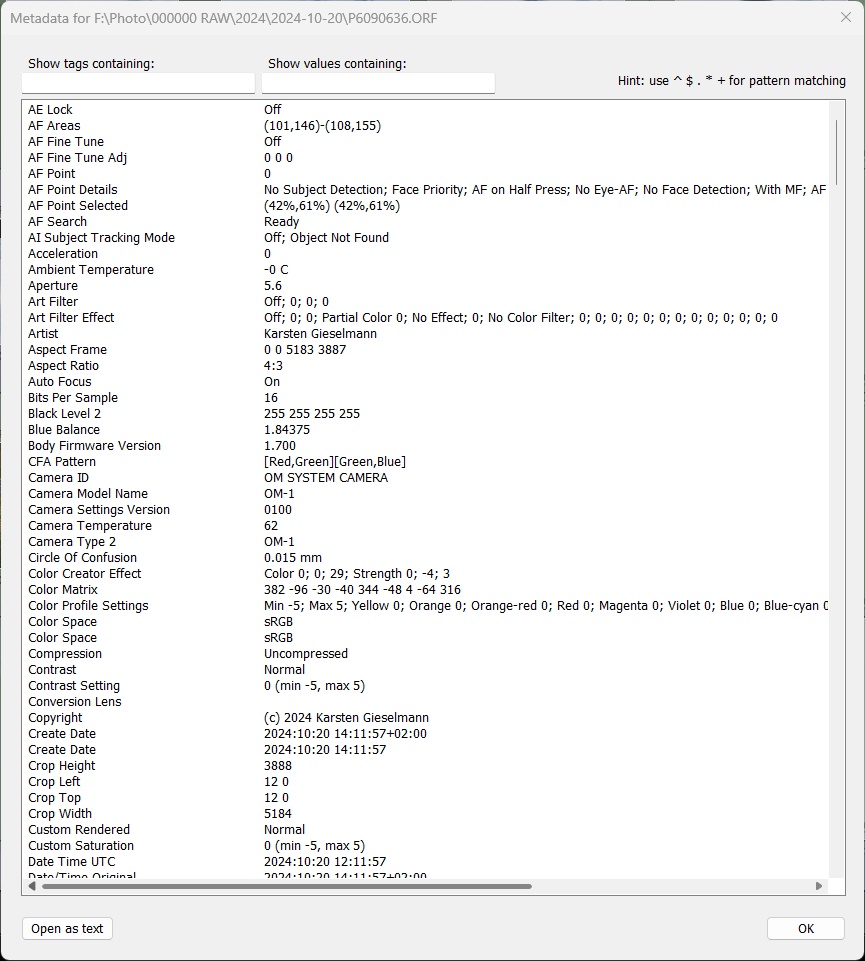 Metadata for F:\Photo\000000 RAW\2024\2024-10-20\P6090636.ORF
Show tags containing: Show values containing:
Hint: use ^ $ . * + for pattern matching
AE Lock Off
AF Areas (101,146)-(108,155)
AF Fine Tune Off
AF Fine Tune Adj 0 0 0
AF Point 0
AF Point Details No Subject Detection; Face Priority; AF on Half Press; No Eye-AF; No Face Detection; With MF; AF
AF Point Selected (42%,61%) (42%,61%)
AF Search Ready
AI Subject Tracking Mode Off; Object Not Found
Acceleration 0
Ambient Temperature -0 C
Aperture 5.6
Art Filter Off; 0; 0; 0
Art Filter Effect Off; 0; 0; Partial Color 0; No Effect; 0; No Color Filter; 0; 0; 0; 0; 0; 0; 0; 0; 0; 0; 0; 0; 0
Artist Karsten Gieselmann
Aspect Frame 0 0 5183 3887
Aspect Ratio 4:3
Auto Focus On
Bits Per Sample 16
Black Level 2 255 255 255 255
Blue Balance 1.84375
Body Firmware Version 1.700
CFA Pattern [Red,Green][Green,Blue]
Camera ID OM SYSTEM CAMERA
Camera Model Name OM-1
Camera Settings Version 0100
Camera Temperature 62
Camera Type 2 OM-1
Circle Of Confusion 0.015 mm
Color Creator Effect Color 0; 0; 29; Strength 0; -4; 3
Color Matrix 382 -96 -30 -40 344 -48 4 -64 316
Color Profile Settings Min -5; Max 5; Yellow 0; Orange 0; Orange-red 0; Red 0; Magenta 0; Violet 0; Blue 0; Blue-cyan 0
Color Space sRGB
Color Space sRGB
Compression Uncompressed
Contrast Normal
Contrast Setting 0 (min -5, max 5)
Conversion Lens
Copyright (c) 2024 Karsten Gieselmann
Create Date 2024:10:20 14:11:57+02:00
Create Date 2024:10:20 14:11:57
Crop Height 3888
Crop Left 12 0
Crop Top 12 0
Crop Width 5184
Custom Rendered Normal
Custom Saturation 0 (min -5, max 5)
Date Time UTC 2024:10:20 12:11:57
Date/Time Original 2024:10:20 14:11:57+02:00
Open as text OK